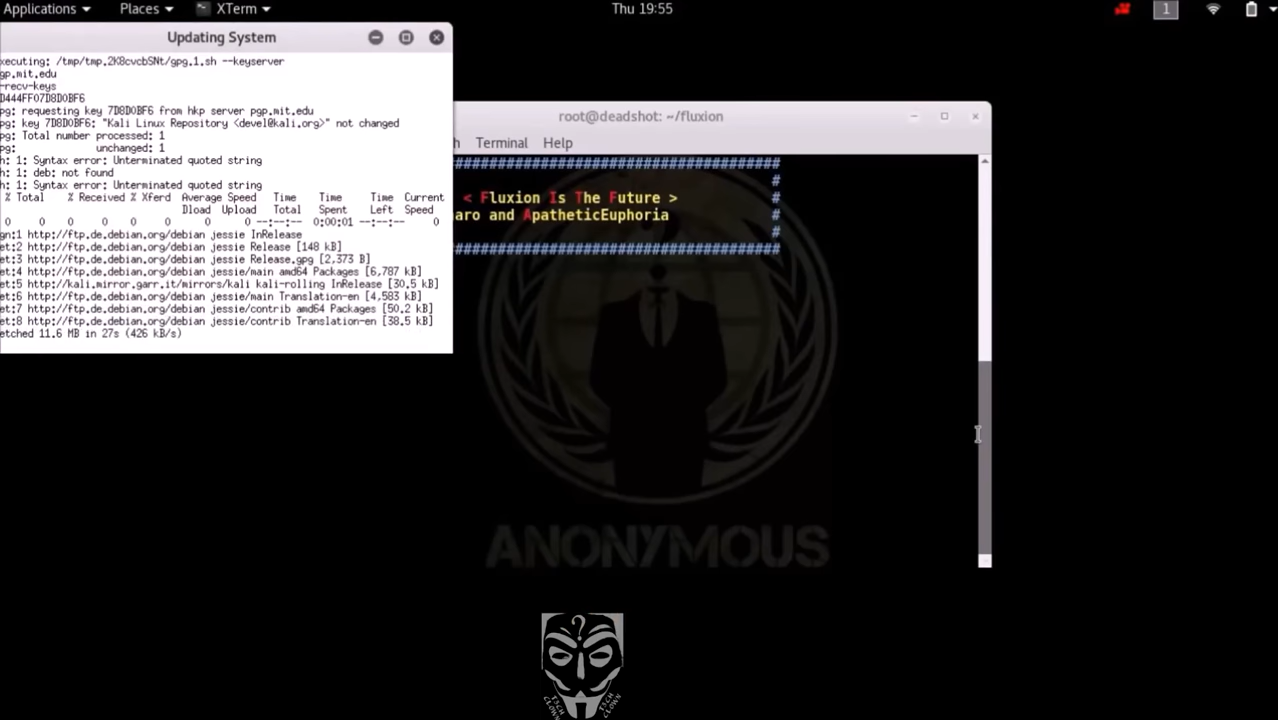 Applications Places XTerm Thu 19:55 1
Updating System
xecuting: /tmp/tmp.2K8cvcbSNt/gpg.1.sh --keyserver
gp.mit.edu
-recv-keys
D444FF07D8D0BF6
pg: requesting key 7D8D0BF6 from hkp server pgp.mit.edu
pg: key 7D8D0BF6: "Kali Linux Repository <devel@kali.org>" not changed
pg: Total number processed: 1
pg: unchanged: 1
h: 1: Syntax error: Unterminated quoted string
h: 1: deb: not found
h: 1: Syntax error: Unterminated quoted string
% Total % Received % Xferd Average Speed Time Time Time Current
Dload Upload Total Spent Left Speed
0 0 0 0 0 0 0 0 --:--:-- 0:00:01 --:--:-- 0
gn:1 http://ftp.de.debian.org/debian jessie InRelease
et:2 http://ftp.de.debian.org/debian jessie Release [148 kB]
et:3 http://ftp.de.debian.org/debian jessie Release.gpg [2,373 B]
et:4 http://ftp.de.debian.org/debian jessie/main amd64 Packages [6,787 kB]
et:5 http://kali.mirror.garr.it/mirrors/kali kali-rolling InRelease [30.5 kB]
et:6 http://ftp.de.debian.org/debian jessie/main Translation-en [4,583 kB]
et:7 http://ftp.de.debian.org/debian jessie/contrib amd64 Packages [50.2 kB]
et:8 http://ftp.de.debian.org/debian jessie/contrib Translation-en [38.5 kB]
etched 11.6 MB in 27s (426 kB/s)
root@deadshot: ~/fluxion
h Terminal Help
##############################################
#
< Fluxion Is The Future > #
aro and ApatheticEuphoria #
#
##############################################
ANONYMOUS
?
TECH CLOWN TECH CLOWN